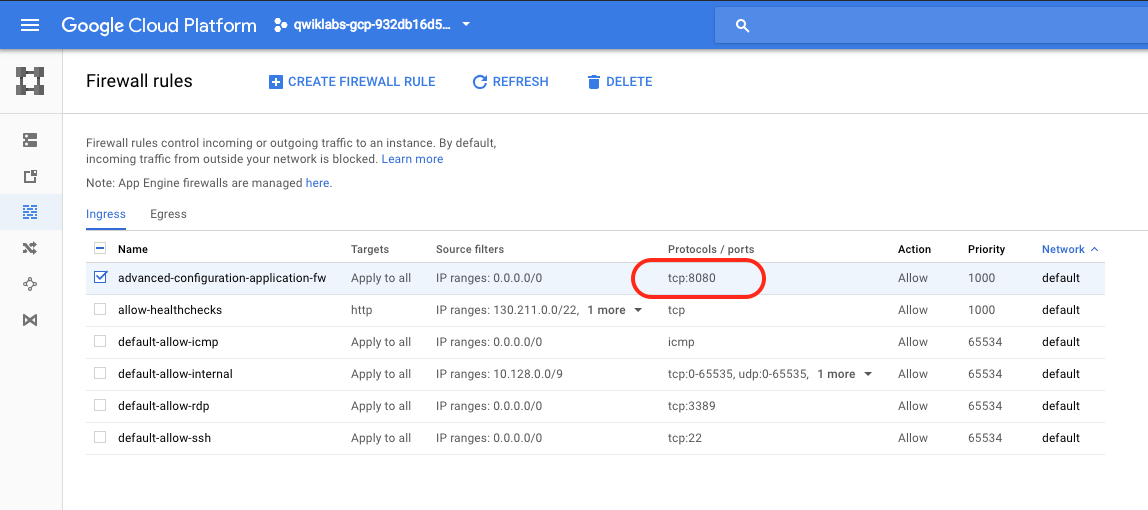 Google Cloud Platform qwiklabs-gcp-932db16d5...
Firewall rules CREATE FIREWALL RULE REFRESH DELETE
Firewall rules control incoming or outgoing traffic to an instance. By default,
incoming traffic from outside your network is blocked. Learn more
Note: App Engine firewalls are managed here.
Ingress Egress
Name Targets Source filters Protocols / ports Action Priority Network
advanced-configuration-application-fw Apply to all IP ranges: 0.0.0.0/0 tcp:8080 Allow 1000 default
allow-healthchecks http IP ranges: 130.211.0.0/22, 1 more tcp Allow 1000 default
default-allow-icmp Apply to all IP ranges: 0.0.0.0/0 icmp Allow 65534 default
default-allow-internal Apply to all IP ranges: 10.128.0.0/9 tcp:0-65535, udp:0-65535, 1 more Allow 65534 default
default-allow-rdp Apply to all IP ranges: 0.0.0.0/0 tcp:3389 Allow 65534 default
default-allow-ssh Apply to all IP ranges: 0.0.0.0/0 tcp:22 Allow 65534 default